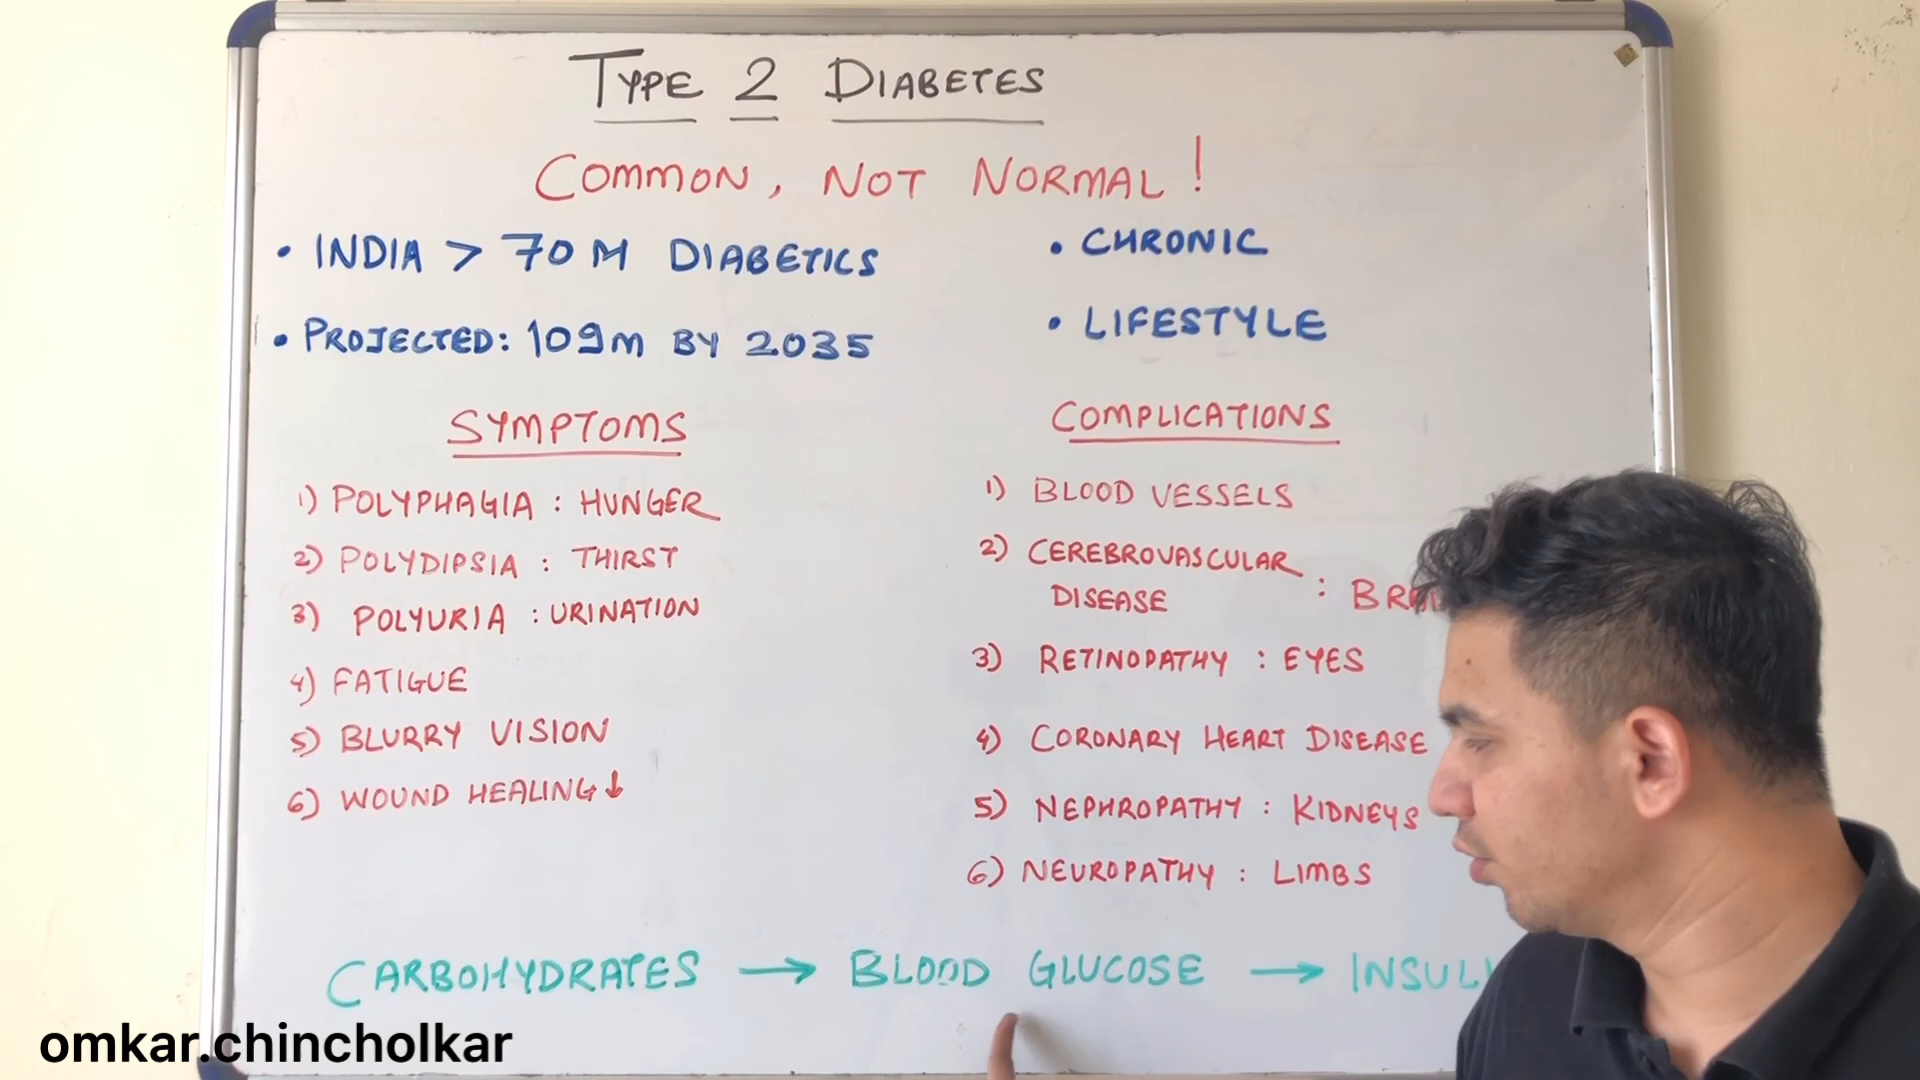 TYPE 2 DIABETES
COMMON, NOT NORMAL!
• INDIA > 70 M DIABETICS
• PROJECTED: 109M BY 2035
• CHRONIC
• LIFESTYLE
SYMPTOMS
1) POLYPHAGIA : HUNGER
2) POLYDIPSIA : THIRST
3) POLYURIA : URINATION
4) FATIGUE
5) BLURRY VISION
6) WOUND HEALING ↓
COMPLICATIONS
1) BLOOD VESSELS
2) CEREBROVASCULAR
DISEASE :
3) RETINOPATHY : EYES
4) CORONARY HEART DISEASE
5) NEPHROPATHY : KIDNEYS
6) NEUROPATHY : LIMBS
CARBOHYDRATES → BLOOD GLUCOSE →
omkar.chincholkar